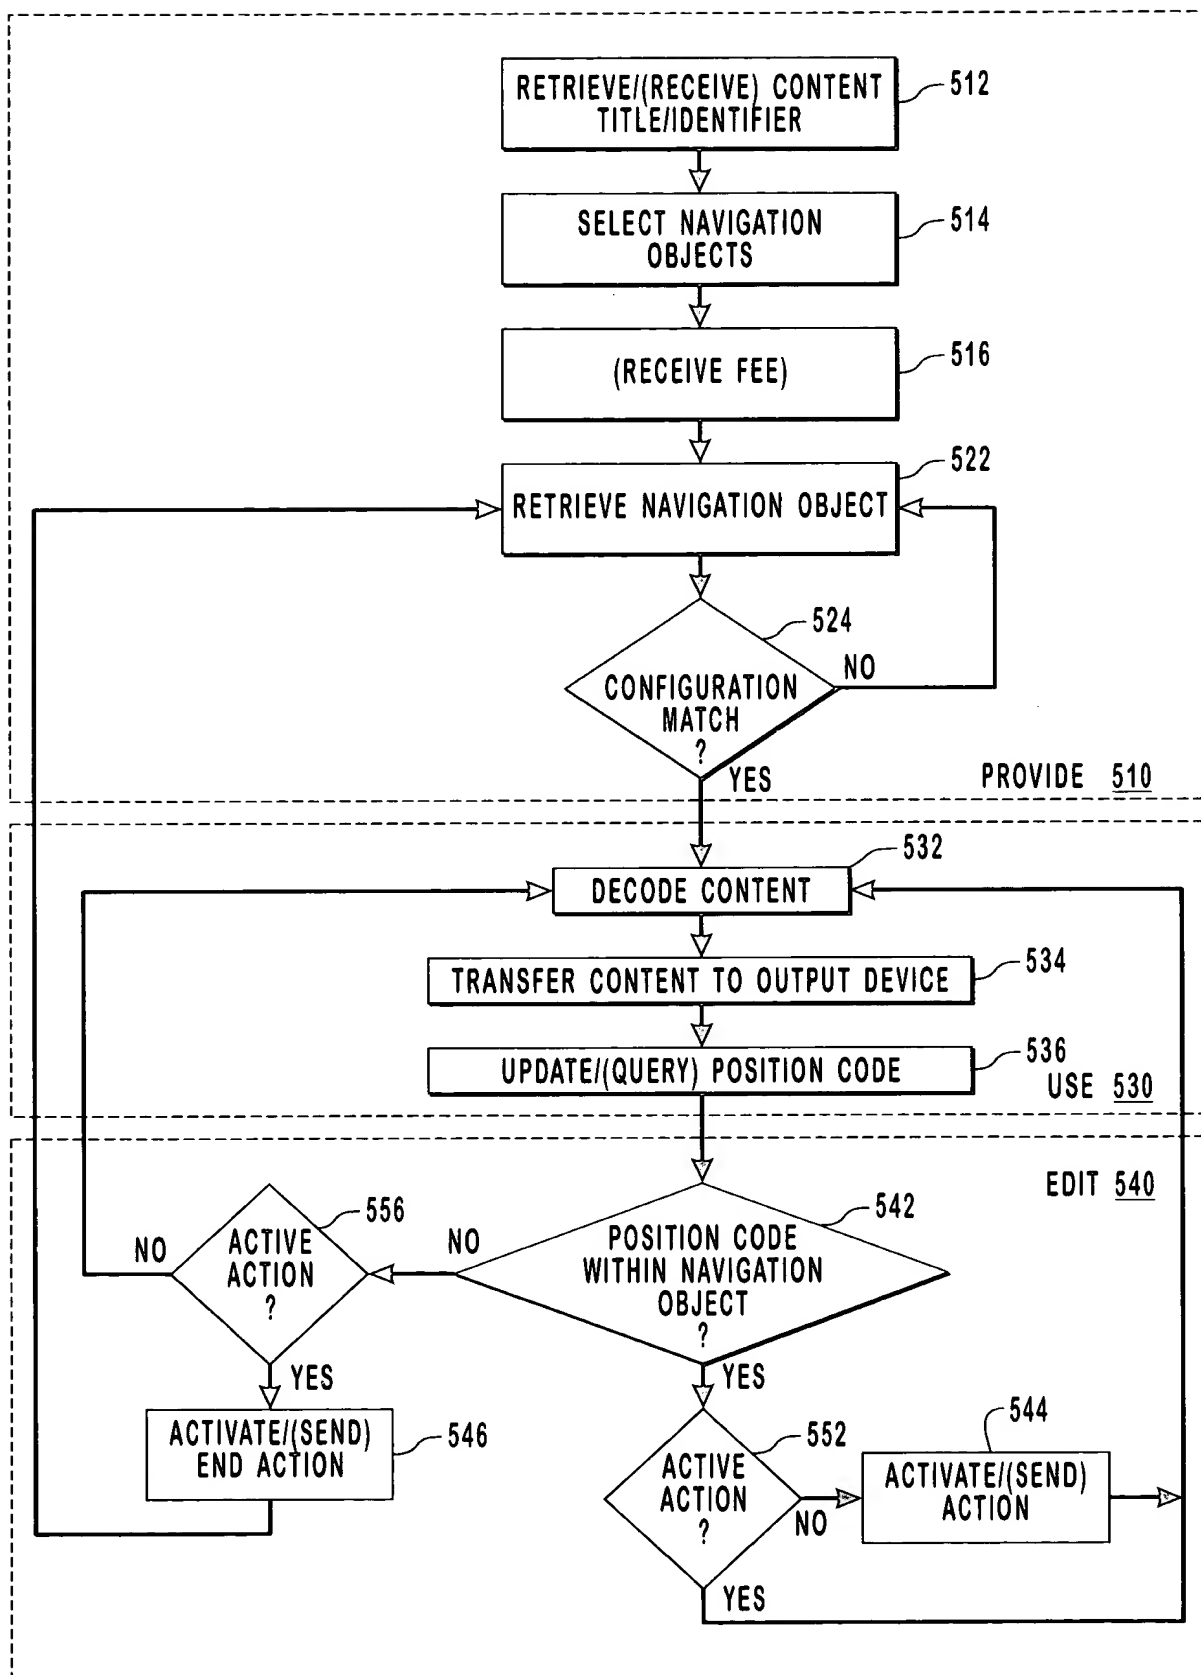 RETRIEVE/(RECEIVE) CONTENT
TITLE/IDENTIFIER
512
SELECT NAVIGATION
OBJECTS
514
(RECEIVE FEE)
516
522
RETRIEVE NAVIGATION OBJECT
524
NO
CONFIGURATION
MATCH
?
YES
PROVIDE 510
532
DECODE CONTENT
534
TRANSFER CONTENT TO OUTPUT DEVICE
536
UPDATE/(QUERY) POSITION CODE
USE 530
EDIT 540
556
542
NO
ACTIVE
ACTION
?
NO
POSITION CODE
WITHIN NAVIGATION
OBJECT
?
YES
YES
ACTIVATE/(SEND)
END ACTION
546
552
544
ACTIVE
ACTION
?
NO
ACTIVATE/(SEND)
ACTION
YES